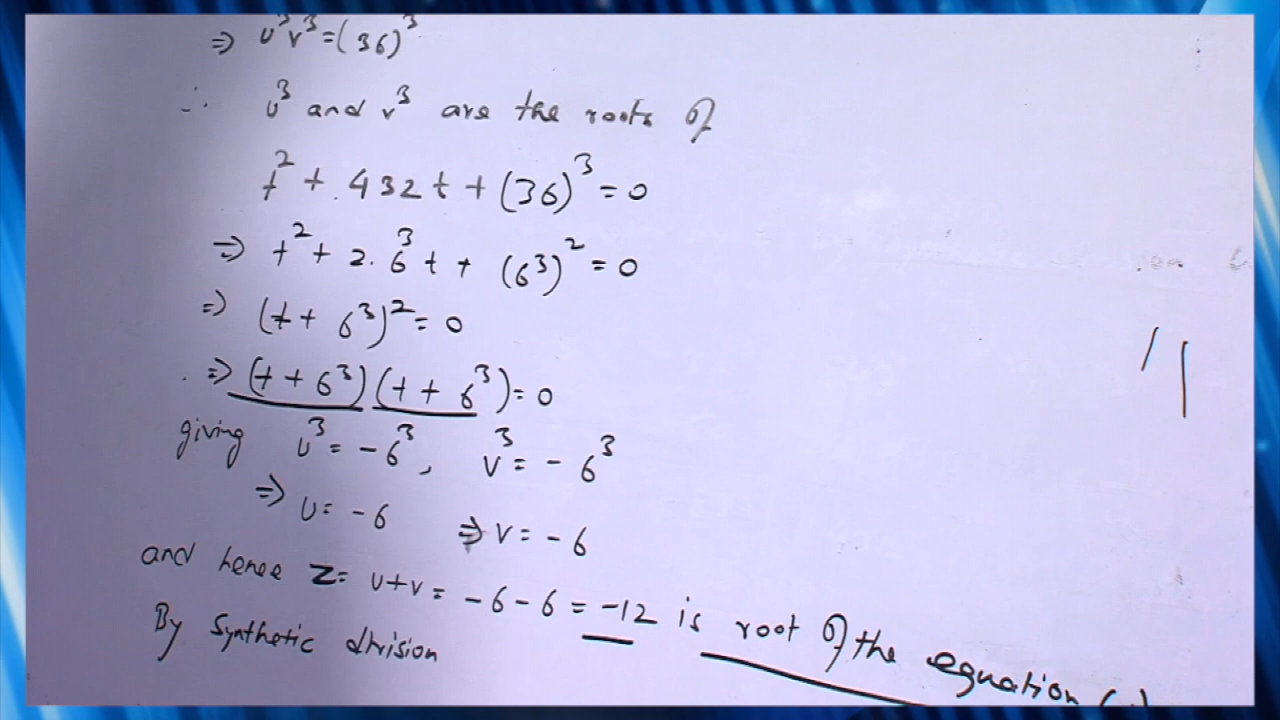 ⇒ u³v³=(36)³
∴ u³ and v³ are the roots of
t² + 432t + (36)³ = 0
⇒ t² + 2.6³t + (6³)² = 0
⇒ (t + 6³)² = 0
⇒ (t + 6³)(t + 6³) = 0
giving u³ = -6³, v³ = -6³
⇒ u = -6 ⇒ v = -6
and hence z = u+v = -6-6 = -12 is root of the equation
By Synthetic division